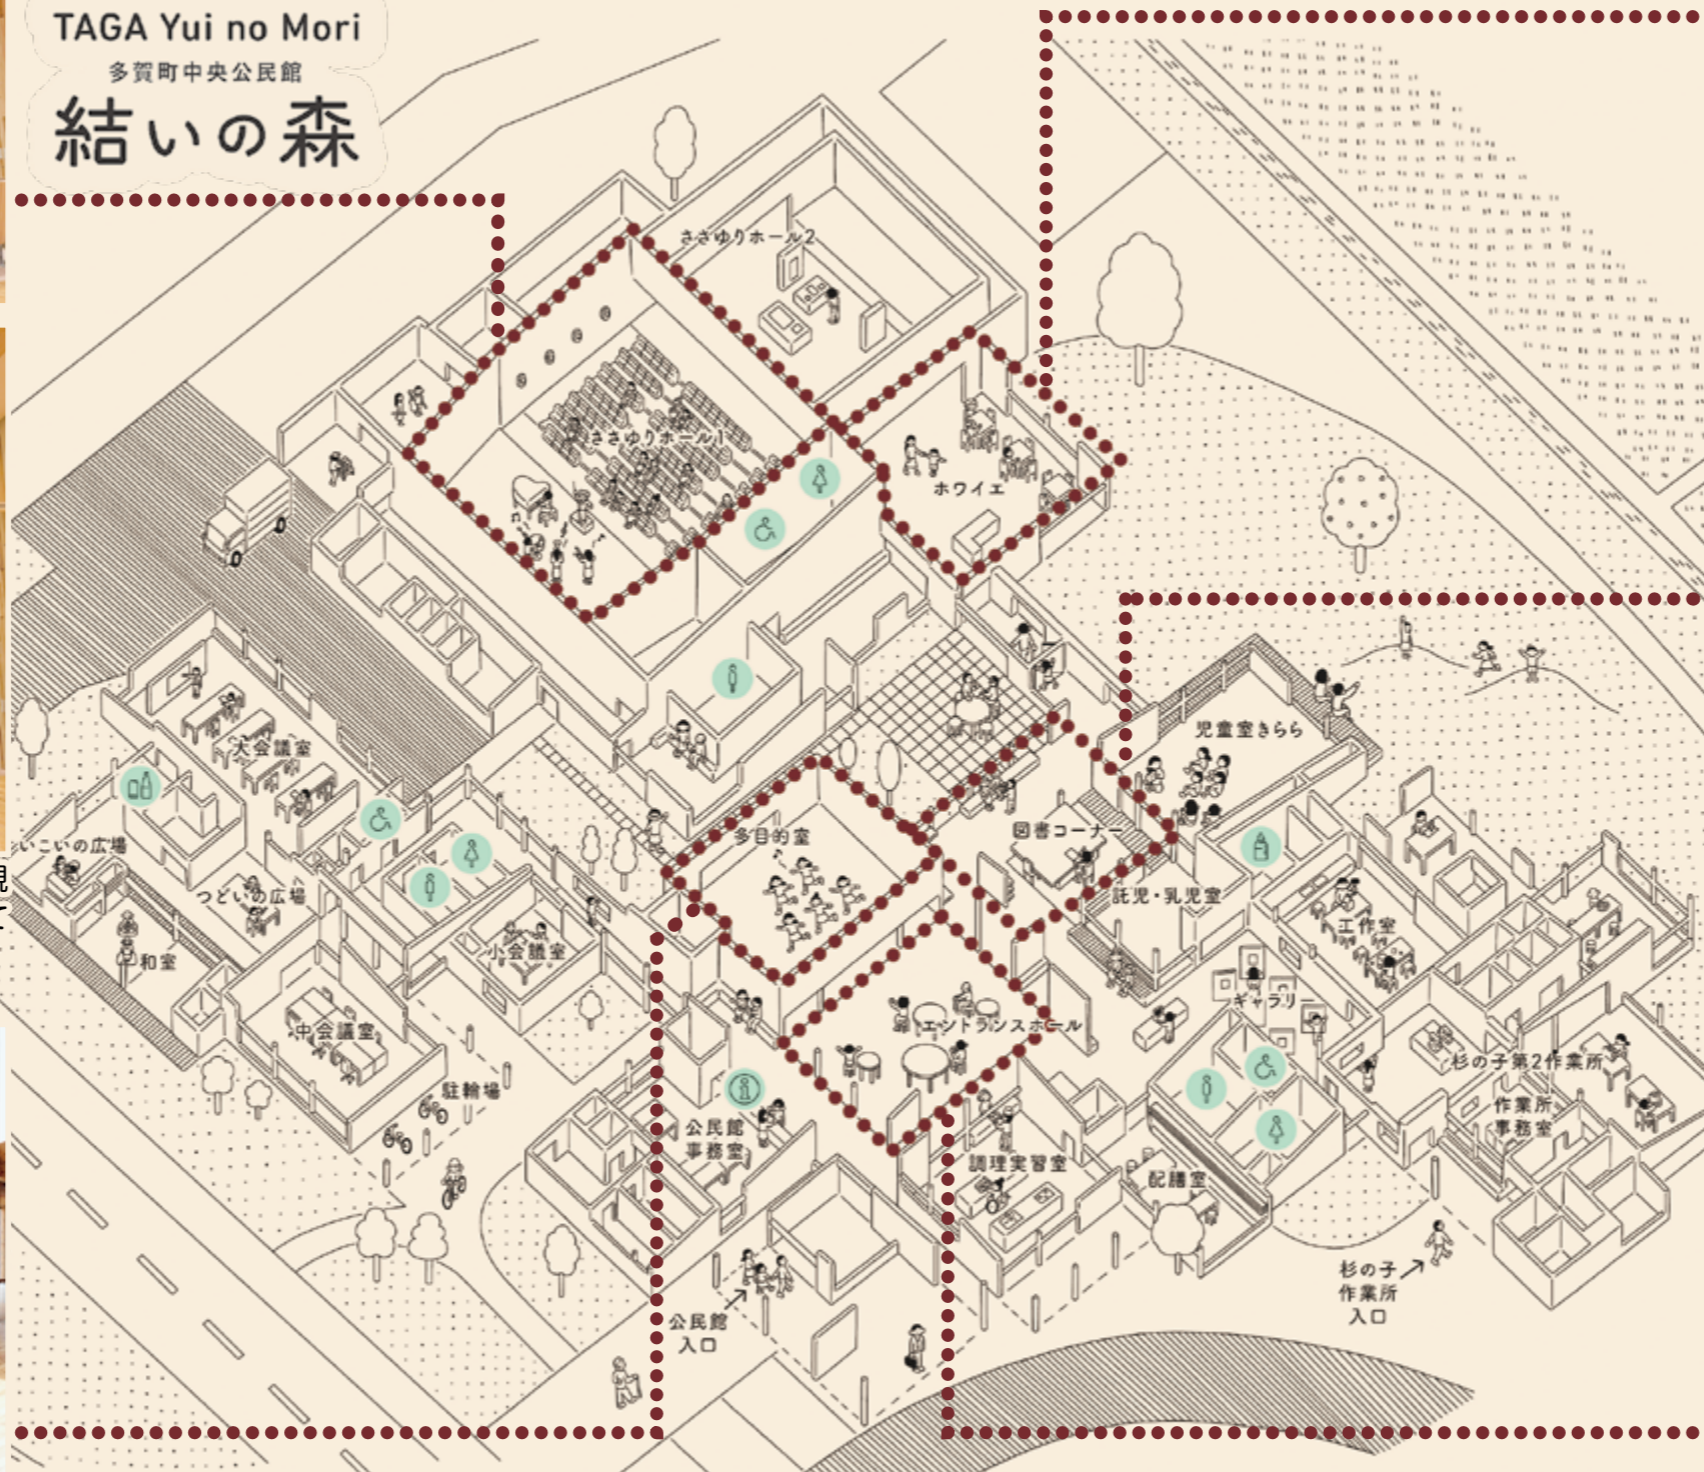 TAGA Yui no Mori
多賀町中央公民館
結いの森
ささゆりホール2
ささゆりホール1
ホワイエ
大会議室
児童室きらら
いこいの広場
つどいの広場
多目的室
図書コーナー
託児・乳児室
工作室
和室
小会議室
中会議室
エントランスホール
ギャラリー
駐輪場
公民館
事務室
調理実習室
配膳室
杉の子第2作業所
作業所
事務室
公民館
入口
杉の子
作業所
入口